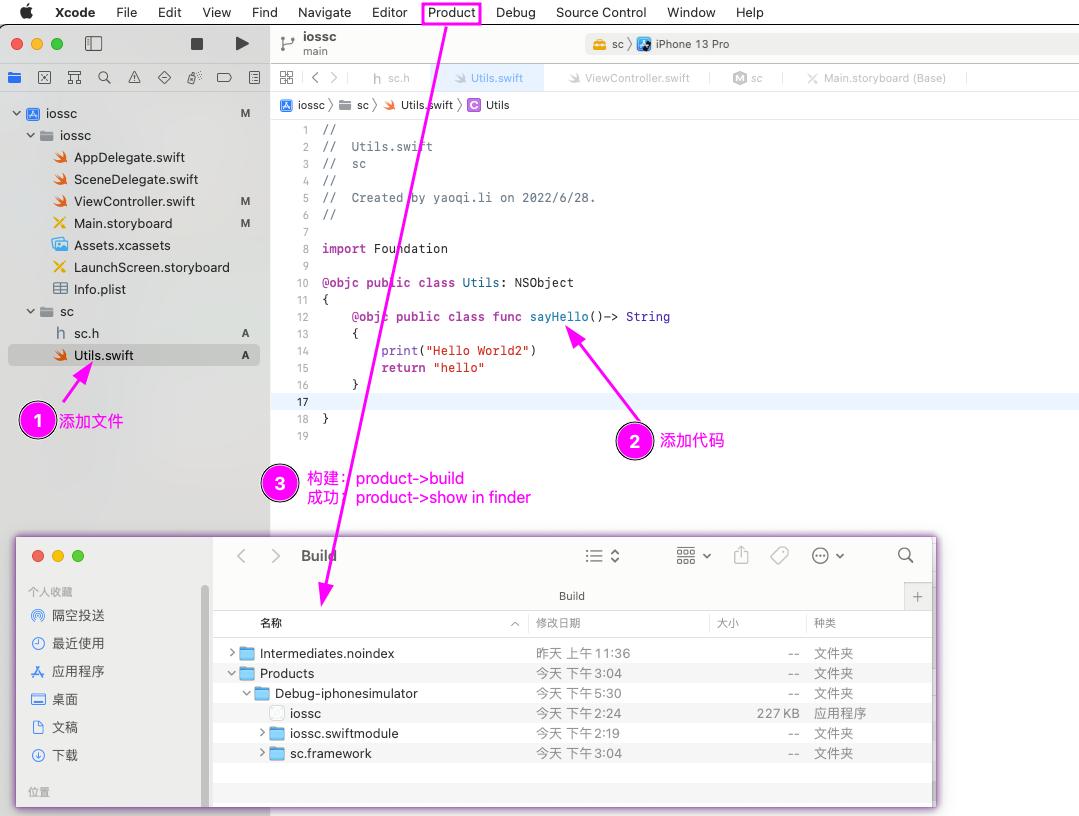 Xcode File Edit View Find Navigate Editor Product Debug Source Control Window Help
iossc
main
sc iPhone 13 Pro
sc.h Utils.swift ViewController.swift sc Main.storyboard (Base)
iossc sc Utils.swift C Utils
iossc M
iossc
AppDelegate.swift
SceneDelegate.swift
ViewController.swift M
Main.storyboard M
Assets.xcassets
LaunchScreen.storyboard
Info.plist
sc
sc.h A
Utils.swift A
1 添加文件
1 //
2 // Utils.swift
3 // sc
4 //
5 // Created by yaoqi.li on 2022/6/28.
6 //
7
8 import Foundation
9
10 @objc public class Utils: NSObject
11 {
12 @objc public class func sayHello()-> String
13 {
14 print("Hello World2")
15 return "hello"
16 }
17
18 }
19
2 添加代码
3 构建：product->build
成功：product->show in finder
Build
Build
个人收藏
隔空投送
最近使用
应用程序
桌面
文稿
下载
位置
名称 修改日期 大小 种类
Intermediates.noindex 昨天 上午11:36 -- 文件夹
Products 今天 下午3:04 -- 文件夹
Debug-iphonesimulator 今天 下午5:30 -- 文件夹
iossc 今天 下午2:24 227 KB 应用程序
iossc.swiftmodule 今天 下午2:19 -- 文件夹
sc.framework 今天 下午3:04 -- 文件夹